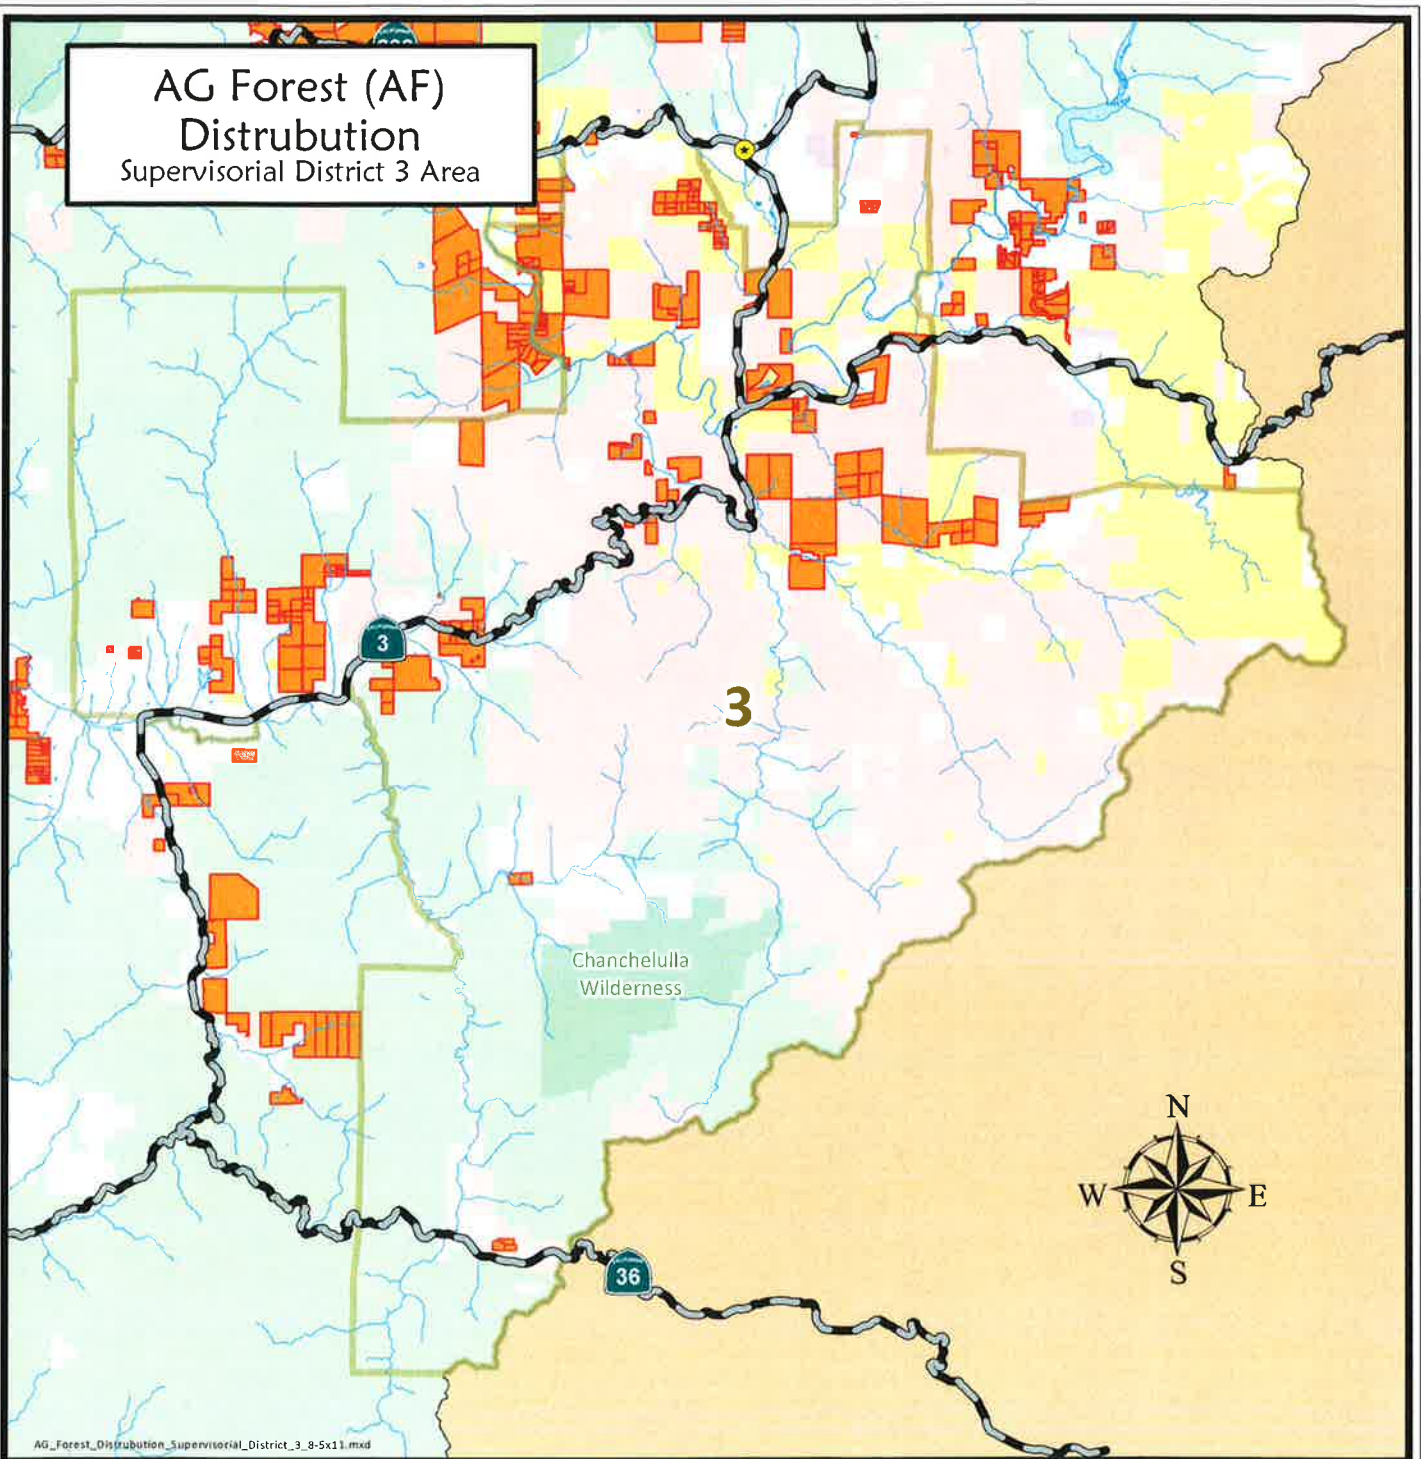 AG Forest (AF)
Distrubution
Supervisorial District 3 Area
3
3
Chanchelulla
Wilderness
N
W
E
S
36
AG_Forest_Distrubution_Supervisorial_District_3_8-5x11.mxd